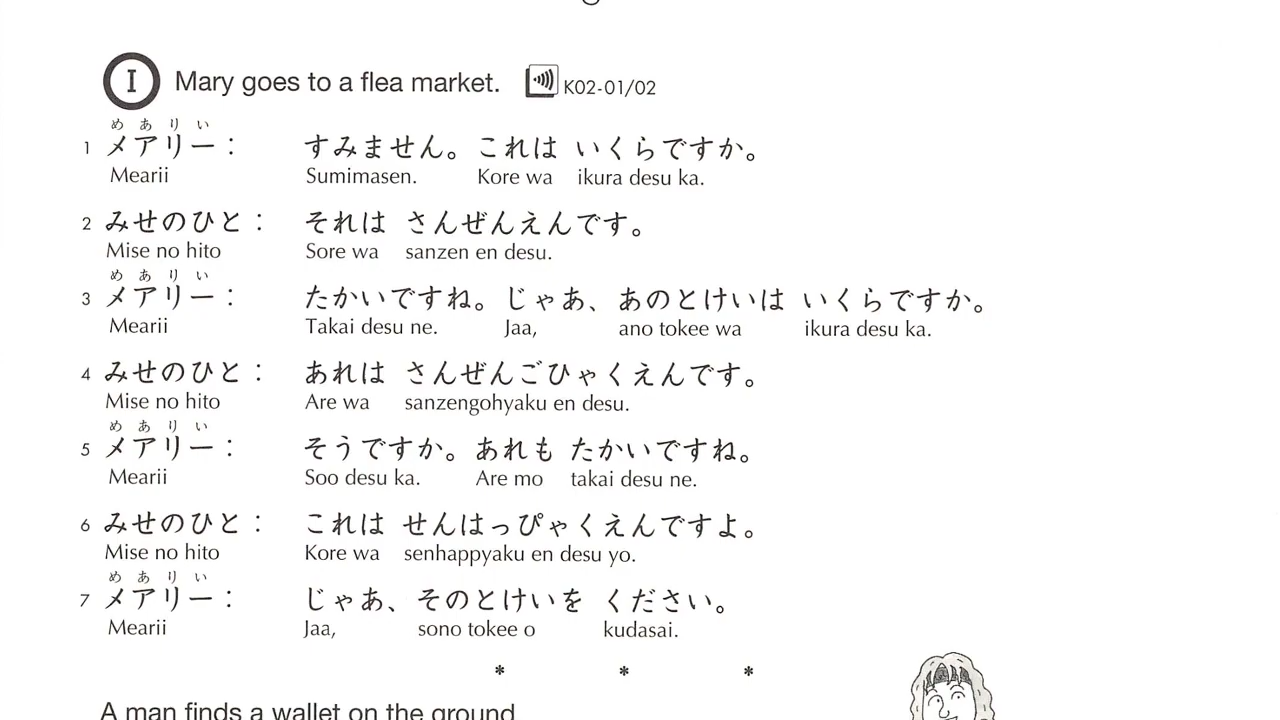 I Mary goes to a flea market. K02-01/02
め あ り い
1 メアリー： すみません。これは いくらですか。
Mearii Sumimasen. Kore wa ikura desu ka.
2 みせのひと： それは さんぜんえんです。
Mise no hito Sore wa sanzen en desu.
め あ り い
3 メアリー： たかいですね。じゃあ、あのとけいは いくらですか。
Mearii Takai desu ne. Jaa, ano tokee wa ikura desu ka.
4 みせのひと： あれは さんぜんごひゃくえんです。
Mise no hito Are wa sanzengohyaku en desu.
め あ り い
5 メアリー： そうですか。あれも たかいですね。
Mearii Soo desu ka. Are mo takai desu ne.
6 みせのひと： これは せんはっぴゃくえんですよ。
Mise no hito Kore wa senhappyaku en desu yo.
め あ り い
7 メアリー： じゃあ、そのとけいを ください。
Mearii Jaa, sono tokee o kudasai.
* * *
A man finds a wallet on the ground